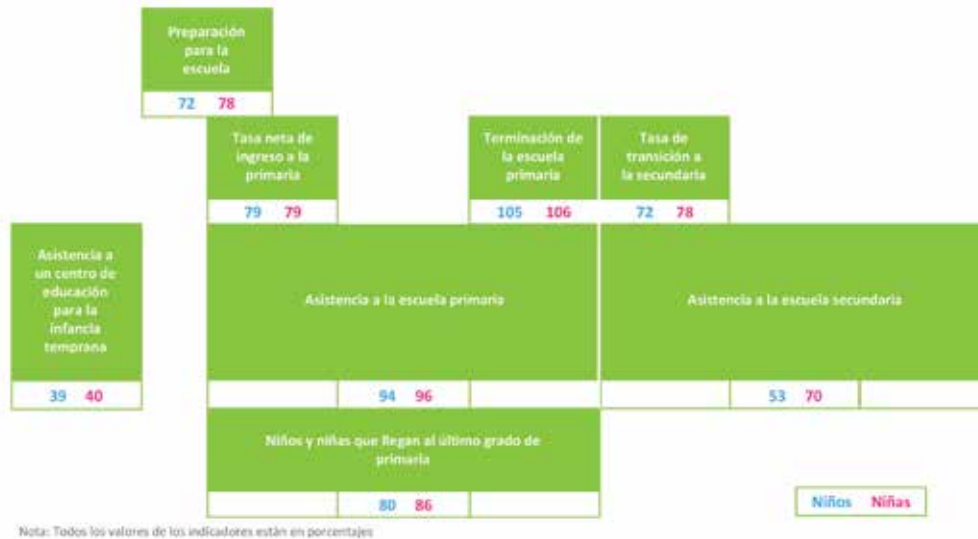 Preparación
para la
escuela
72 78
Tasa neta de
ingreso a la
primaria
79 79
Terminación de
la escuela
primaria
105 106
Tasa de
transición a
la secundaria
72 78
Asistencia a
un centro de
educación
para la
infancia
temprana
39 40
Asistencia a la escuela primaria
94 96
Asistencia a la escuela secundaria
53 70
Niños y niñas que llegan al último grado de
primaria
80 86
Niños Niñas
Nota: Todos los valores de los indicadores están en porcentajes